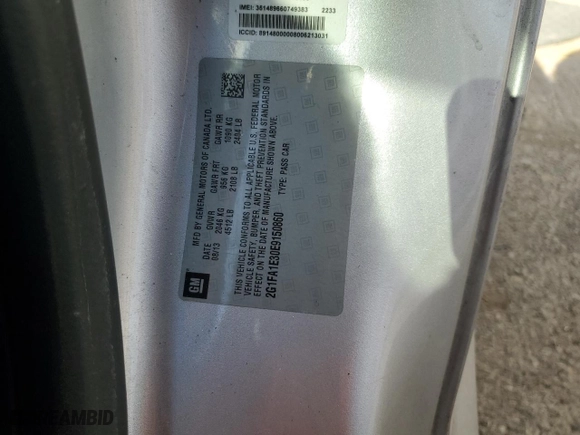 IMEI: 351489660749383 2233
ICCID: 89148000008006213031
MFD BY GENERAL MOTORS OF CANADA LTD.
DATE GVWR GAWR FRT GAWR RR
08/13 2046 KG 956 KG 1090 KG
4512 LB 2108 LB 2404 LB
THIS VEHICLE CONFORMS TO ALL APPLICABLE U.S. FEDERAL MOTOR
VEHICLE SAFETY, BUMPER, AND THEFT PREVENTION STANDARDS IN
EFFECT ON THE DATE OF MANUFACTURE SHOWN ABOVE.
2G1FA1E30E9150860 TYPE: PASS CAR
GM